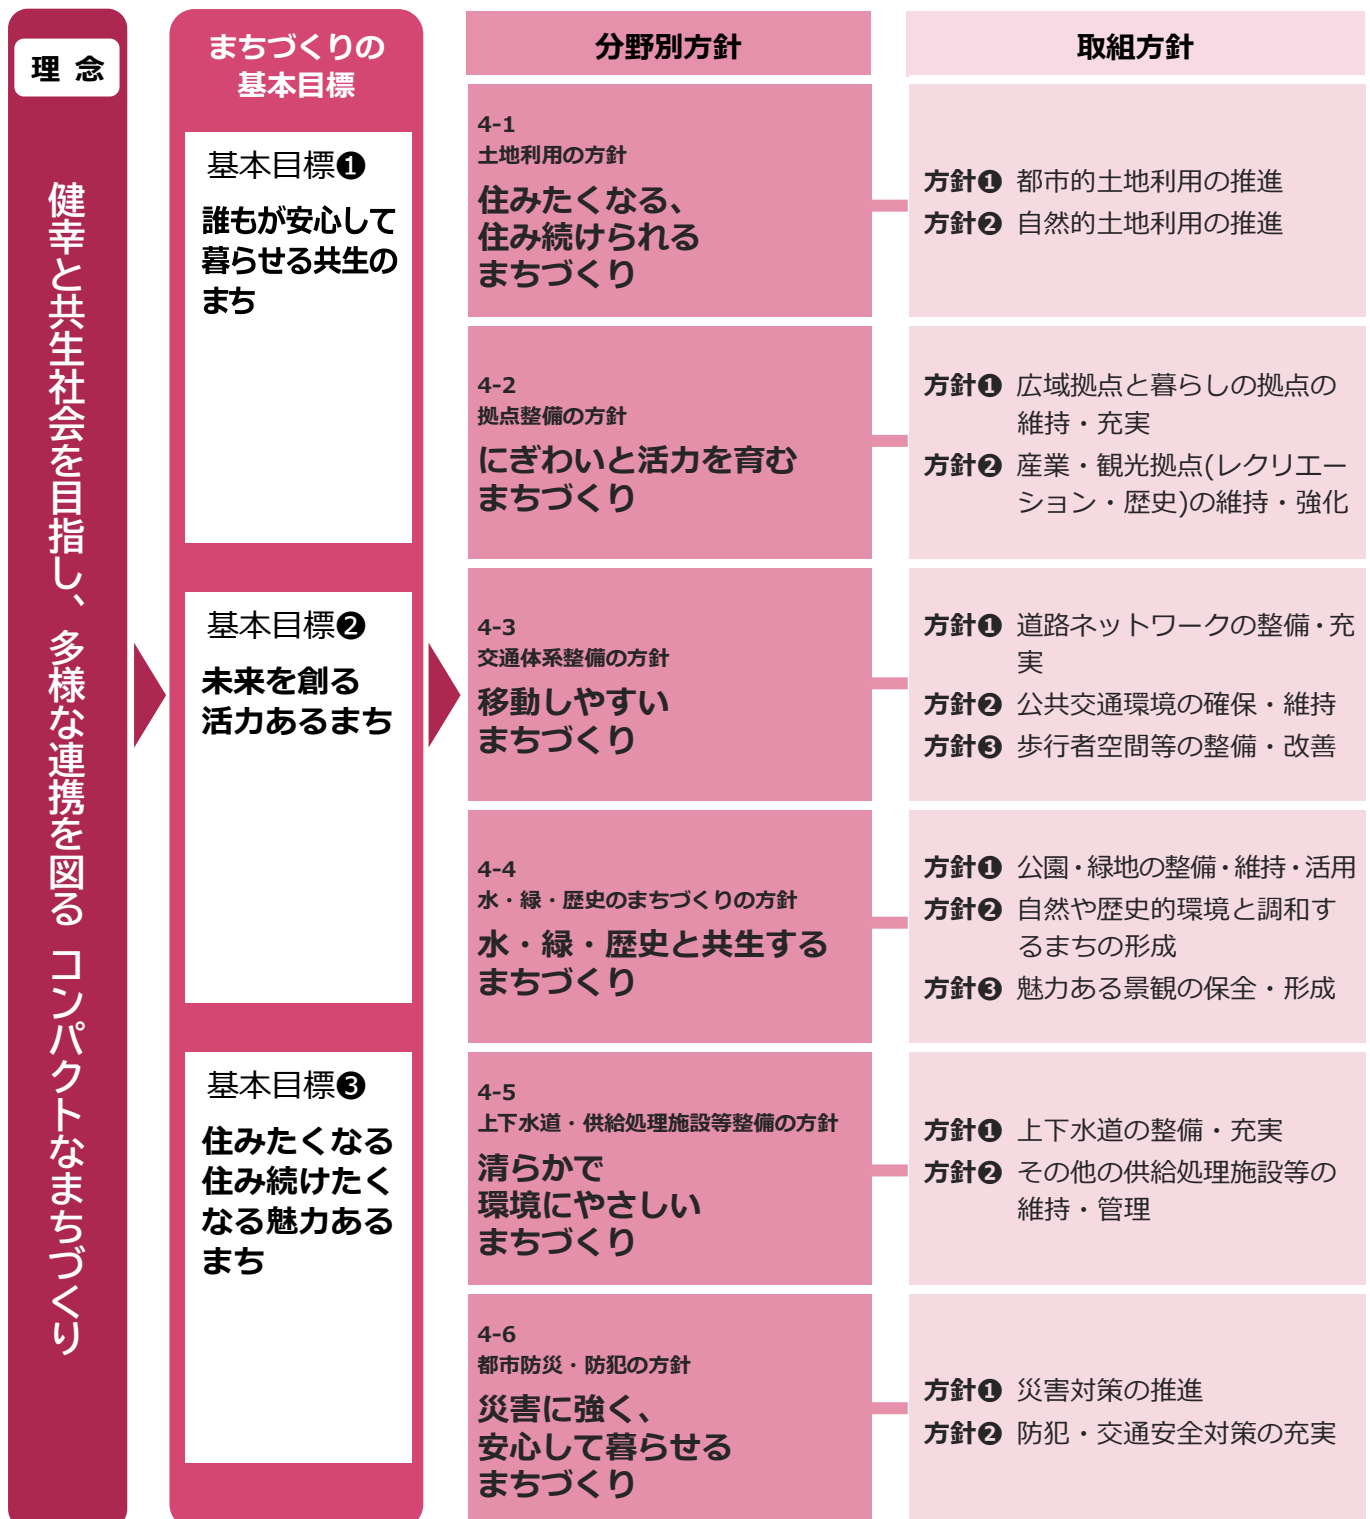 理念
健幸と共生社会を目指し、多様な連携を図る コンパクトなまちづくり
まちづくりの
基本目標
基本目標❶
誰もが安心して
暮らせる共生の
まち
基本目標❷
未来を創る
活力あるまち
基本目標❸
住みたくなる
住み続けたく
なる魅力ある
まち
分野別方針
取組方針
4-1
土地利用の方針
住みたくなる、
住み続けられる
まちづくり
方針❶ 都市的土地利用の推進
方針❷ 自然的土地利用の推進
4-2
拠点整備の方針
にぎわいと活力を育む
まちづくり
方針❶ 広域拠点と暮らしの拠点の
維持・充実
方針❷ 産業・観光拠点(レクリエー
ション・歴史)の維持・強化
4-3
交通体系整備の方針
移動しやすい
まちづくり
方針❶ 道路ネットワークの整備・充
実
方針❷ 公共交通環境の確保・維持
方針❸ 歩行者空間等の整備・改善
4-4
水・緑・歴史のまちづくりの方針
水・緑・歴史と共生する
まちづくり
方針❶ 公園・緑地の整備・維持・活用
方針❷ 自然や歴史的環境と調和す
るまちの形成
方針❸ 魅力ある景観の保全・形成
4-5
上下水道・供給処理施設等整備の方針
清らかで
環境にやさしい
まちづくり
方針❶ 上下水道の整備・充実
方針❷ その他の供給処理施設等の
維持・管理
4-6
都市防災・防犯の方針
災害に強く、
安心して暮らせる
まちづくり
方針❶ 災害対策の推進
方針❷ 防犯・交通安全対策の充実